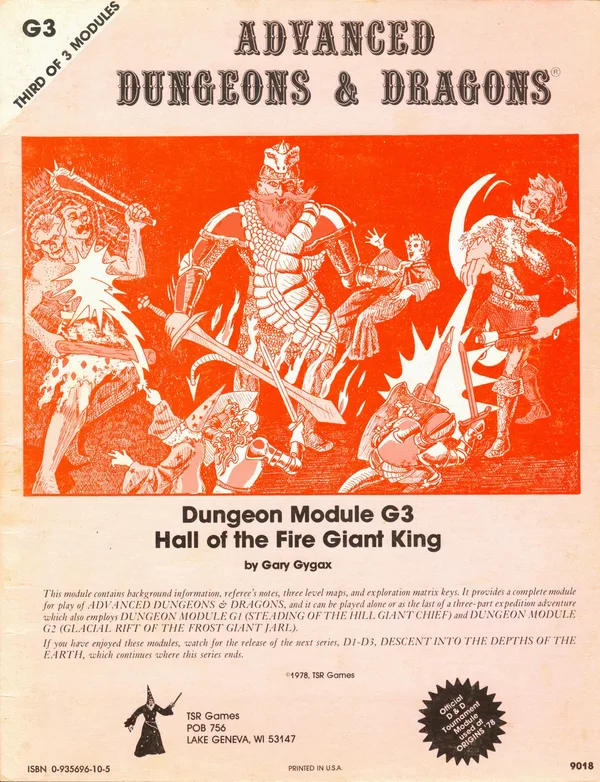 G3
THIRD OF 3 MODULES
ADVANCED
DUNGEONS & DRAGONS®
Dungeon Module G3
Hall of the Fire Giant King
by Gary Gygax
This module contains background information, referee's notes, three level maps, and exploration matrix keys. It provides a complete module
for play of ADVANCED DUNGEONS & DRAGONS, and it can be played alone or as the last of a three-part expedition adventure
which also employs DUNGEON MODULE G1 (STEADING OF THE HILL GIANT CHIEF) and DUNGEON MODULE
G2 (GLACIAL RIFT OF THE FROST GIANT JARL).
If you have enjoyed these modules, watch for the release of the next series, D1-D3, DESCENT INTO THE DEPTHS OF THE
EARTH, which continues where this series ends.
©1978, TSR Games
TSR Games
POB 756
LAKE GENEVA, WI 53147
Official
D & D
Tournament
Module
used at
ORIGINS '78
ISBN 0-935696-10-5
PRINTED IN U.S.A.
9018